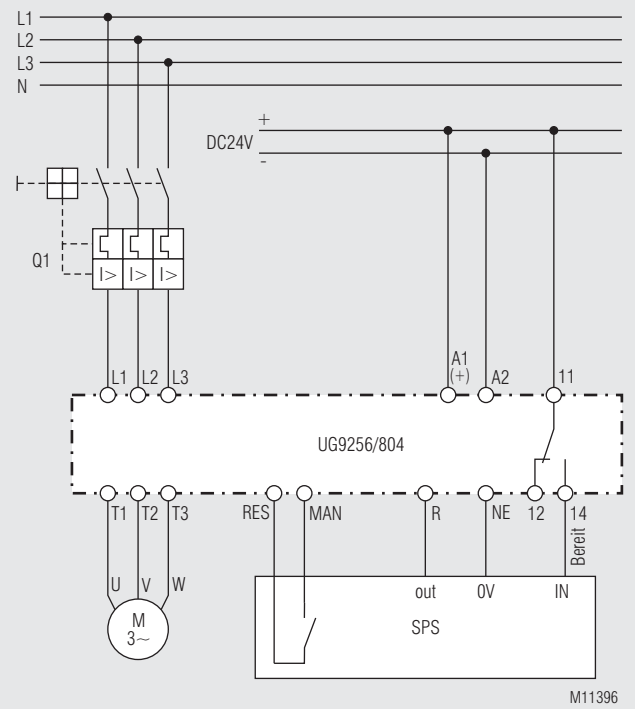 L1
L2
L3
N
+
DC24V
-
Q1
I> I> I>
L1 L2 L3
A1
(+)
A2
11
UG9256/804
T1 T2 T3
RES MAN
R
NE
12 14
Bereit
U V W
M
3~
out 0V IN
SPS
M11396